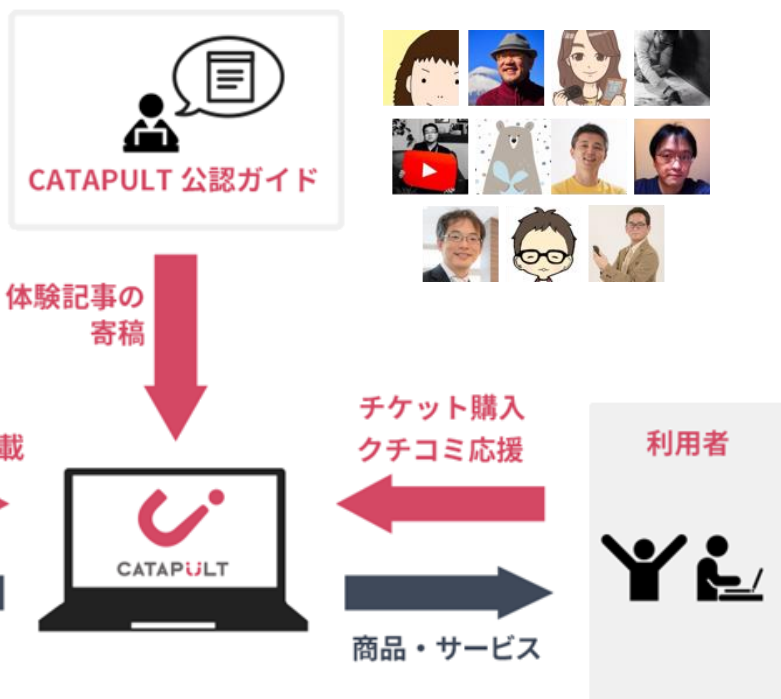 CATAPULT 公認ガイド
体験記事の
寄稿
チケット購入
クチコミ応援
載
利用者
CATAPULT
商品・サービス